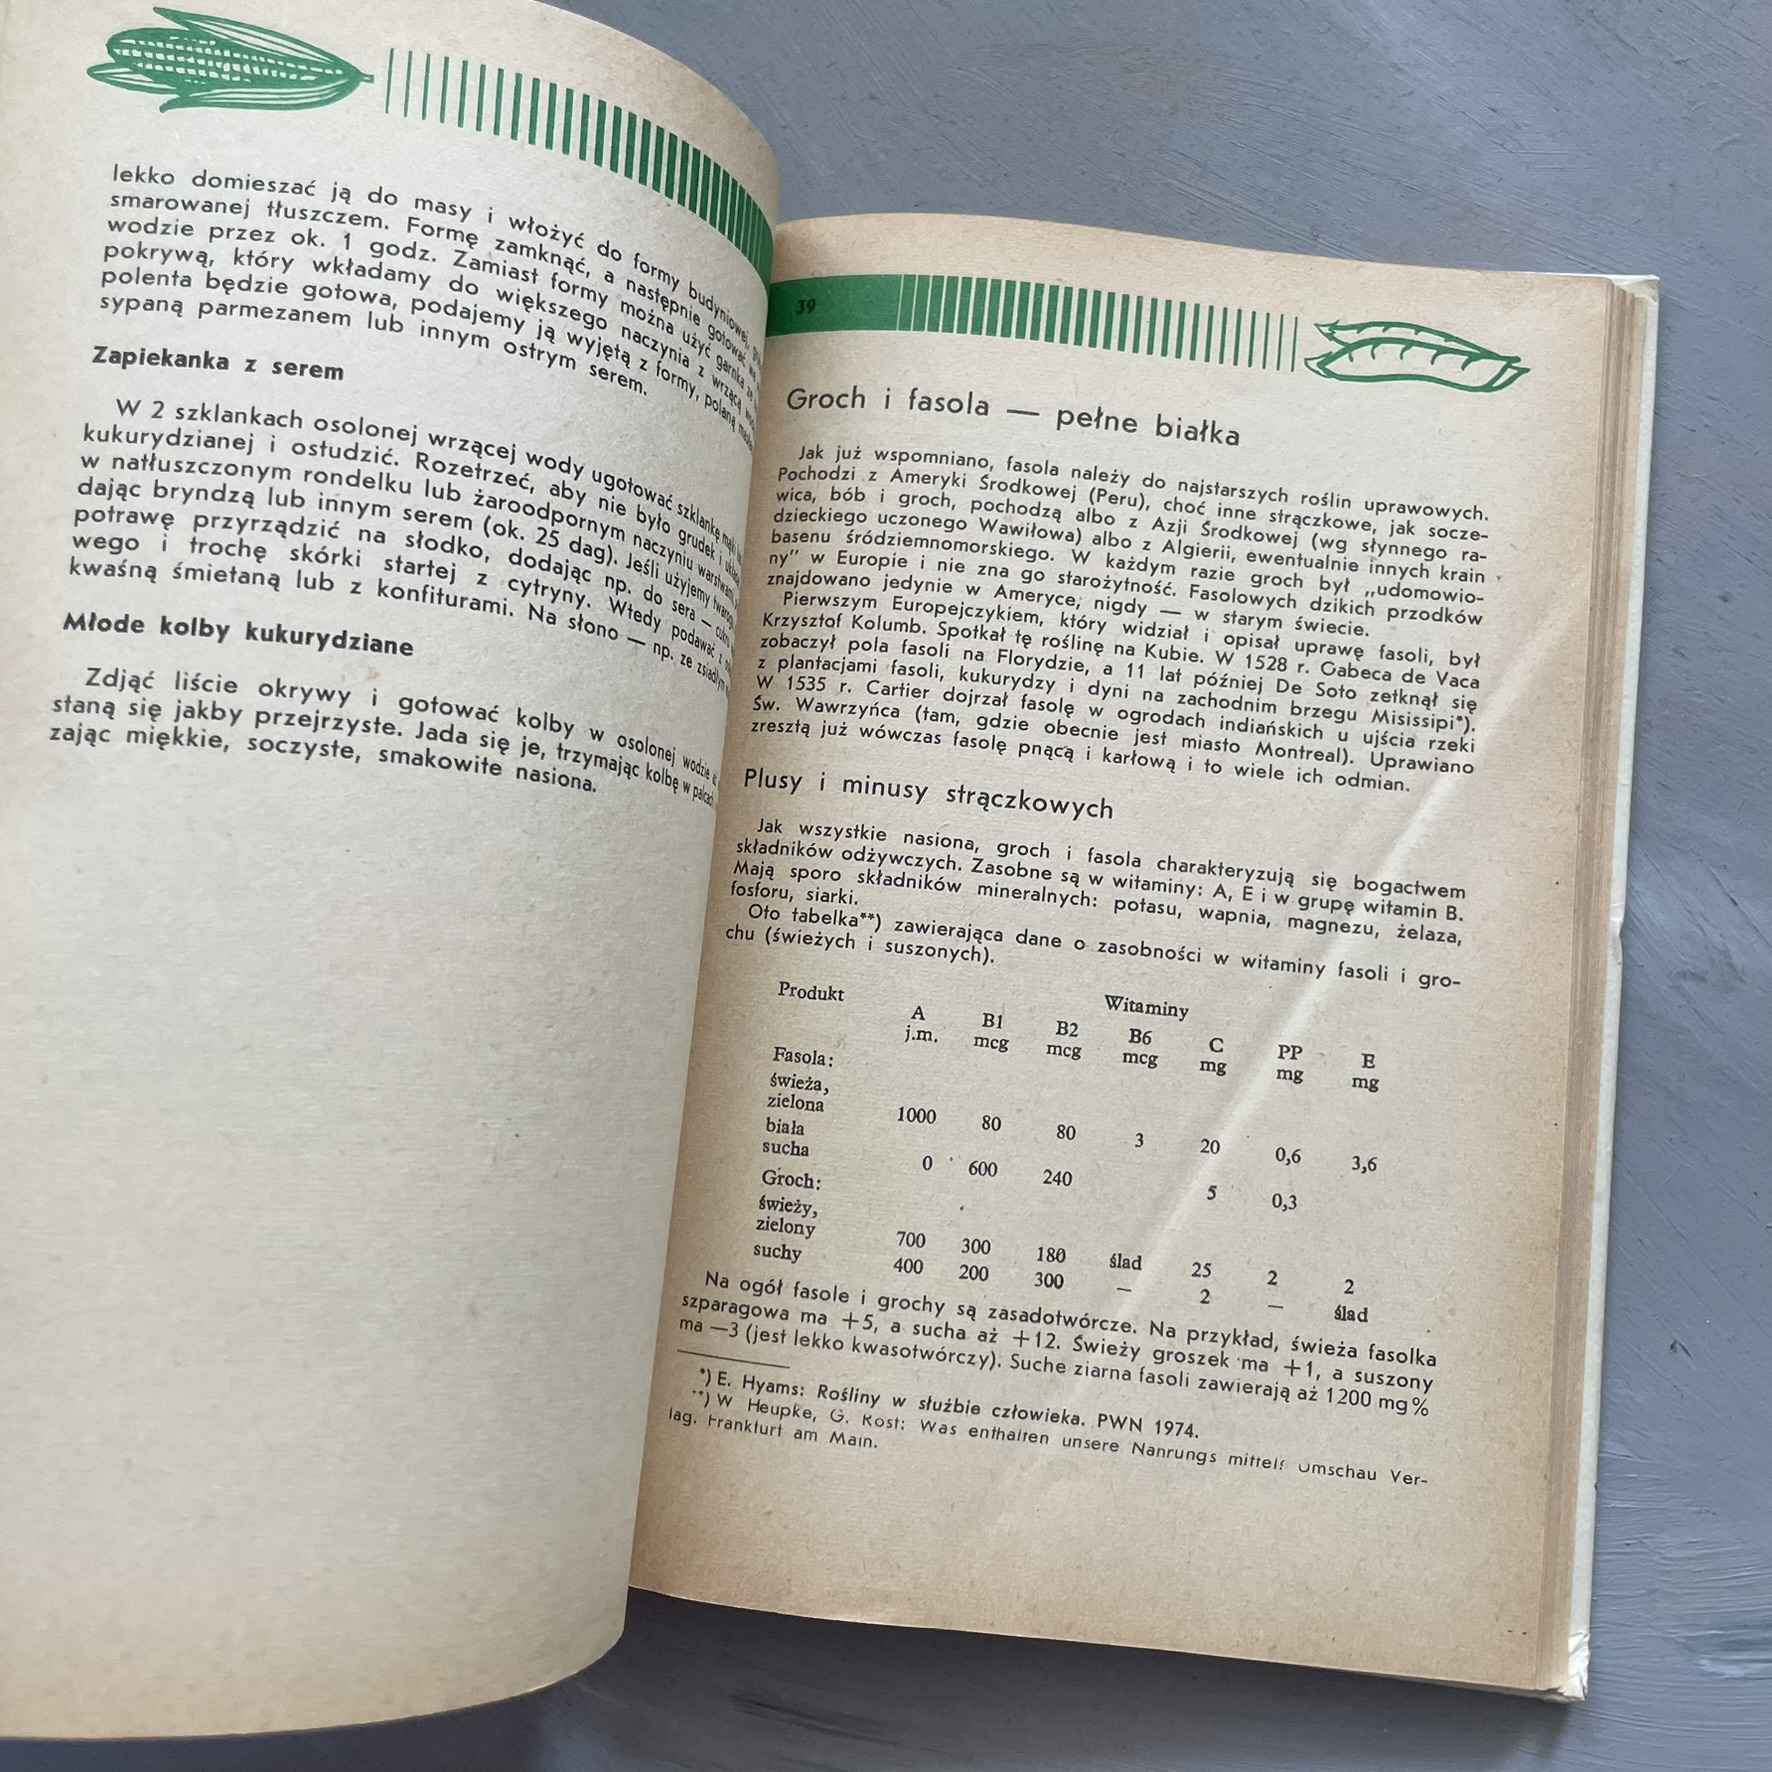 lekko domieszać ją do masy i włożyć do formy budyniowej,
smarowanej tłuszczem. Formę zamknąć, a następnie gotować
wodzie przez ok. 1 godz. Zamiast formy można użyć garnka ze
pokrywą, który wkładamy do większego naczynia z wrzącą
polenta będzie gotowa, podajemy ją wyjętą z formy, polaną
sypaną parmezanem lub innym ostrym serem.
Zapiekanka z serem
W 2 szklankach osolonej wrzącej wody ugotować szklankę mąki
kukurydzianej i ostudzić. Rozetrzeć, aby nie było grudek i
w natłuszczonym rondelku lub żaroodpornym naczyniu warstwami,
dając bryndzą lub innym serem (ok. 25 dag). Jeśli użyjemy
potrawę przyrządzić na słodko, dodając np. do sera —
wego i trochę skórki startej z cytryny. Wtedy podawać z
kwaśną śmietaną lub z konfiturami. Na słono — np. ze
Młode kolby kukurydziane
Zdjąć liście okrywy i gotować kolby w osolonej wodzie
staną się jakby przejrzyste. Jada się je, trzymając kolbę w palcach
zając miękkie, soczyste, smakowite nasiona.
39
Groch i fasola — pełne białka
Jak już wspomniano, fasola należy do najstarszych roślin uprawowych.
Pochodzi z Ameryki Środkowej (Peru), choć inne strączkowe, jak socze-
wica, bób i groch, pochodzą albo z Azji Środkowej (wg słynnego ra-
dzieckiego uczonego Wawiłowa) albo z Algierii, ewentualnie innych krain
basenu śródziemnomorskiego. W każdym razie groch był „udomowio-
ny" w Europie i nie zna go starożytność. Fasolowych dzikich przodków
znajdowano jedynie w Ameryce; nigdy — w starym świecie.
Pierwszym Europejczykiem, który widział i opisał uprawę fasoli, był
Krzysztof Kolumb. Spotkał tę roślinę na Kubie. W 1528 r. Cabeca de Vaca
zobaczył pola fasoli na Florydzie, a 11 lat później De Soto zetknął się
z plantacjami fasoli, kukurydzy i dyni na zachodnim brzegu Misissipi*).
W 1535 r. Cartier dojrzał fasolę w ogrodach indiańskich u ujścia rzeki
Św. Wawrzyńca (tam, gdzie obecnie jest miasto Montreal). Uprawiano
zresztą już wówczas fasolę pnącą i karłową i to wiele ich odmian.
Plusy i minusy strączkowych
Jak wszystkie nasiona, groch i fasola charakteryzują się bogactwem
składników odżywczych. Zasobne są w witaminy: A, E i w grupę witamin B.
Mają sporo składników mineralnych: potasu, wapnia, magnezu, żelaza,
fosforu, siarki.
Oto tabelka**) zawierająca dane o zasobności w witaminy fasoli i gro-
chu (świeżych i suszonych).
Produkt Witaminy
A B1 B2 B6 C PP E
j.m. mcg mcg mcg mg mg mg
Fasola:
świeża,
zielona 1000 80 80 3 20 0,6 3,6
biała
sucha 0 600 240 5 0,3
Groch:
świeży,
zielony 700 300 180 ślad 25 2 2
suchy 400 200 300 — 2 — ślad
Na ogół fasole i grochy są zasadotwórcze. Na przykład, świeża fasolka
szparagowa ma +5, a sucha aż +12. Świeży groszek ma +1, a suszony
ma —3 (jest lekko kwasotwórczy). Suche ziarna fasoli zawierają aż 1200 mg%
*) E. Hyams: Rośliny w służbie człowieka. PWN 1974.
**) W Heupke, G. Rost: Was enthalten unsere Nahrungs mittel? Umschau Ver-
lag. Frankfurt am Main.